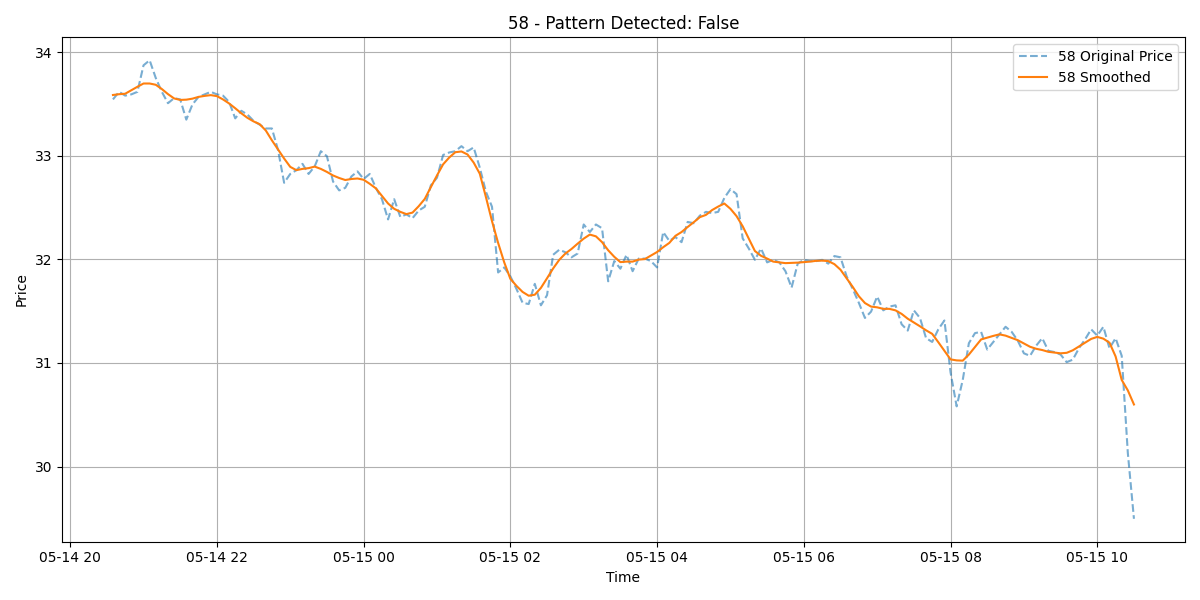 58 - Pattern Detected: False
58 Original Price
58 Smoothed
34
33
32
31
30
Price
05-14 20
05-14 22
05-15 00
05-15 02
05-15 04
05-15 06
05-15 08
05-15 10
Time